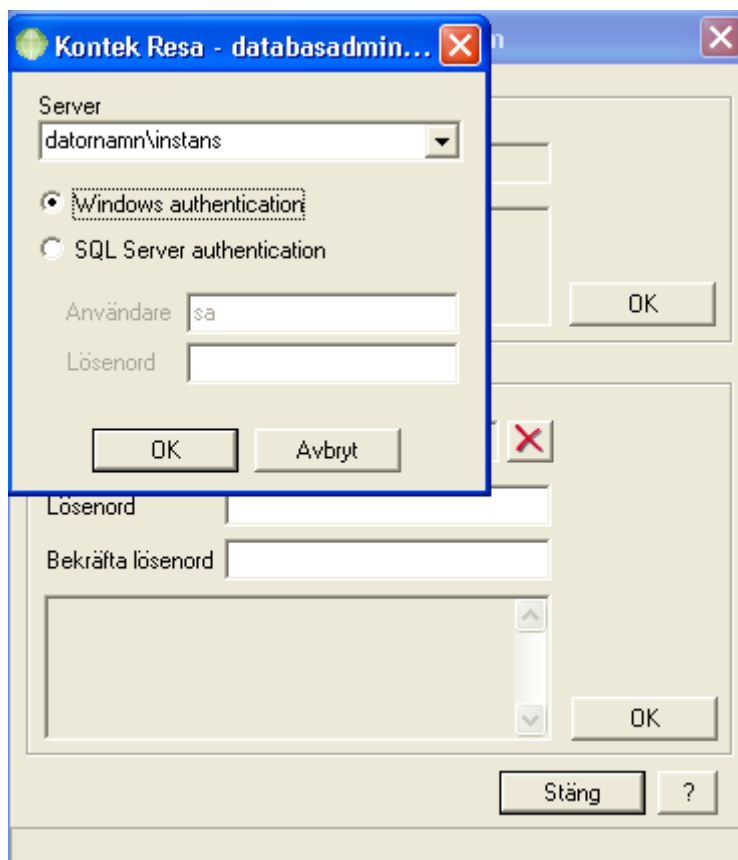 Kontek Resa - databasadmin...
Server
datornamn\instans
Windows authentication
SQL Server authentication
Användare sa
Lösenord
OK Avbryt
OK
Lösenord
Bekräfta lösenord
OK
Stäng ?